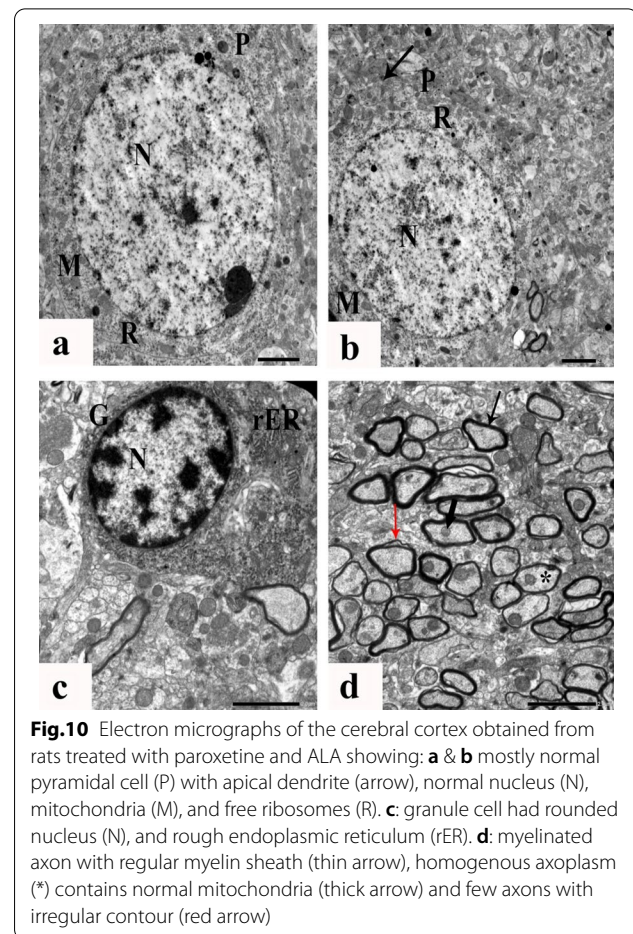 P
N
M
R
a
P
R
N
M
b
G
N
rER
c
*
d
Fig.10 Electron micrographs of the cerebral cortex obtained from
rats treated with paroxetine and ALA showing: a & b mostly normal
pyramidal cell (P) with apical dendrite (arrow), normal nucleus (N),
mitochondria (M), and free ribosomes (R). c: granule cell had rounded
nucleus (N), and rough endoplasmic reticulum (rER). d: myelinated
axon with regular myelin sheath (thin arrow), homogenous axoplasm
(*) contains normal mitochondria (thick arrow) and few axons with
irregular contour (red arrow)